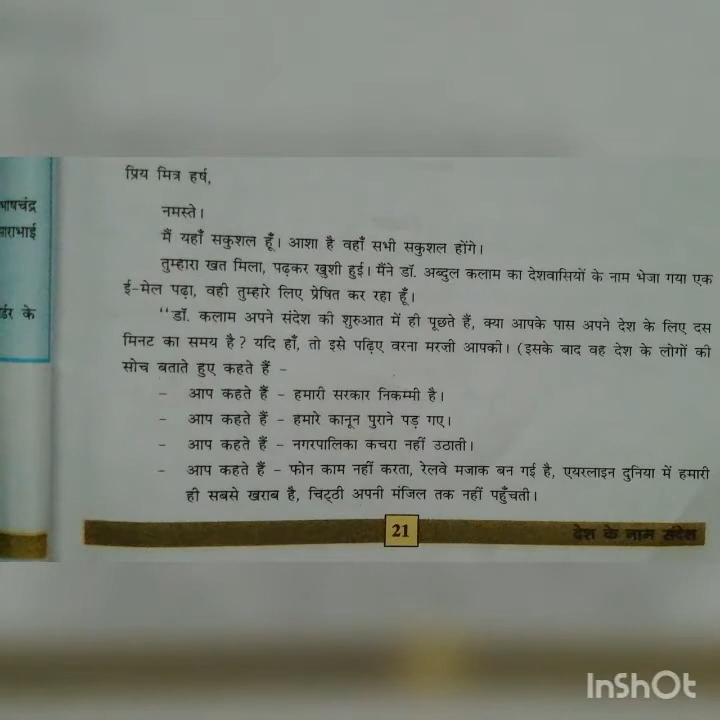 प्रिय मित्र हर्ष,
नमस्ते।
मैं यहाँ सकुशल हूँ। आशा है वहाँ सभी सकुशल होंगे।
तुम्हारा खत मिला, पढ़कर खुशी हुई। मैंने डॉ. अब्दुल कलाम का देशवासियों के नाम भेजा गया एक
ई-मेल पढ़ा, वही तुम्हारे लिए प्रेषित कर रहा हूँ।
"डॉ. कलाम अपने संदेश की शुरुआत में ही पूछते हैं, क्या आपके पास अपने देश के लिए दस
मिनट का समय है? यदि हाँ, तो इसे पढ़िए वरना मरजी आपकी। (इसके बाद वह देश के लोगों की
सोच बताते हुए कहते हैं -
- आप कहते हैं - हमारी सरकार निकम्मी है।
- आप कहते हैं - हमारे कानून पुराने पड़ गए।
- आप कहते हैं - नगरपालिका कचरा नहीं उठाती।
- आप कहते हैं - फोन काम नहीं करता, रेलवे मजाक बन गई है, एयरलाइन दुनिया में हमारी
ही सबसे खराब है, चिट्ठी अपनी मंजिल तक नहीं पहुँचती।
21
देश के नाम संदेश
InShOt